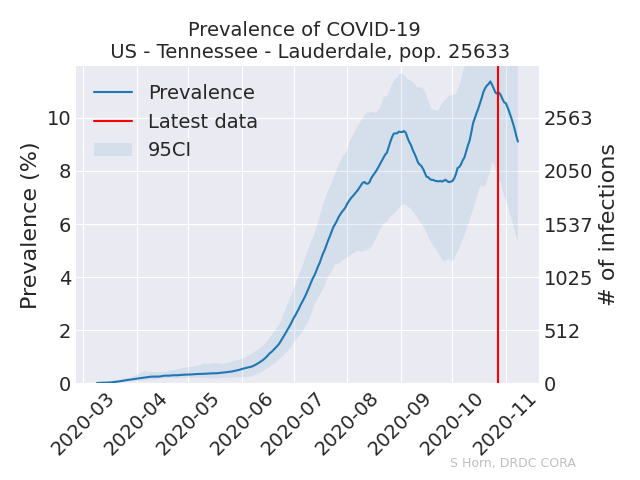 Prevalence of COVID-19
US - Tennessee - Lauderdale, pop. 25633
Prevalence
Latest data
95CI
Prevalence (%)
10
8
6
4
2
0
2563
2050
1537
1025
512
0
# of infections
2020-03
2020-04
2020-05
2020-06
2020-07
2020-08
2020-09
2020-10
2020-11
S Horn, DRDC CORA